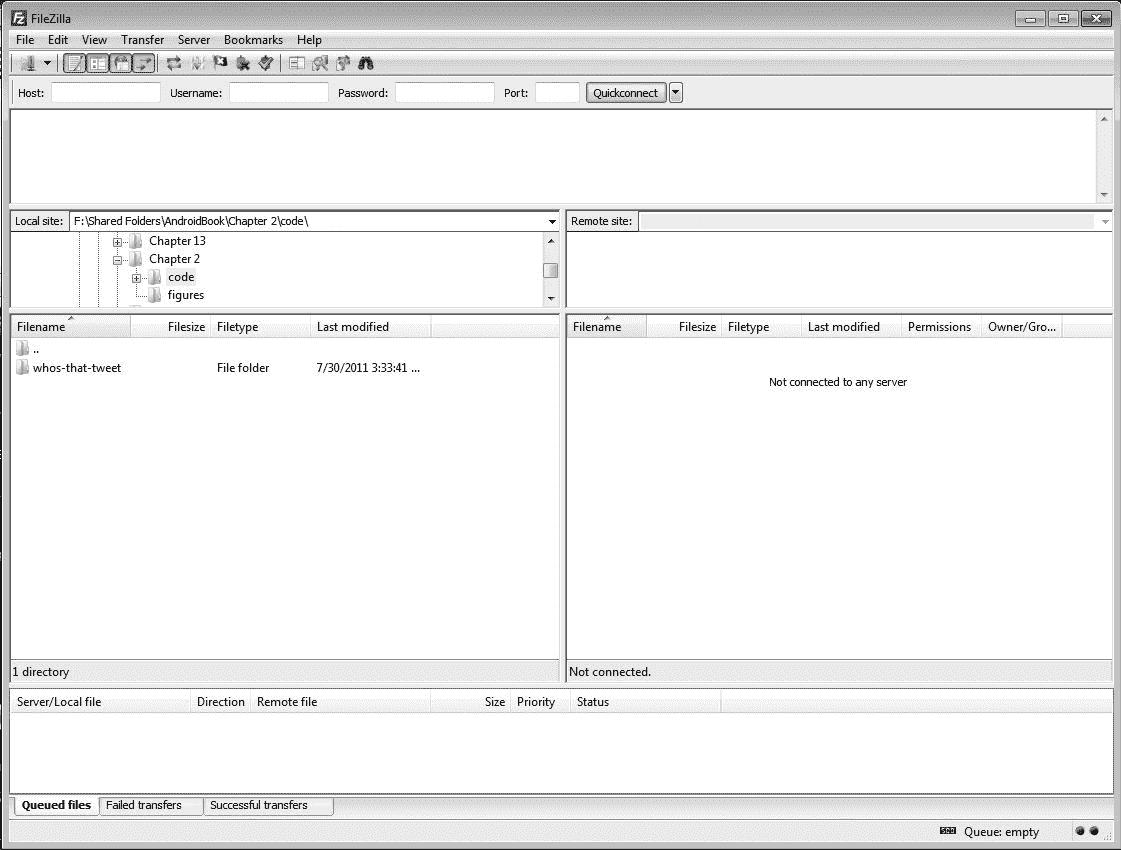 FileZilla
File Edit View Transfer Server Bookmarks Help
Host: Username: Password: Port: Quickconnect
Local site: F:\Shared Folders\AndroidBook\Chapter 2\code\
Remote site:
Chapter 13
Chapter 2
code
figures
Filename Filesize Filetype Last modified
..
whos-that-tweet File folder 7/30/2011 3:33:41 ...
1 directory
Filename Filesize Filetype Last modified Permissions Owner/Gro...
Not connected to any server
Not connected.
Server/Local file Direction Remote file Size Priority Status
Queued files Failed transfers Successful transfers
Queue: empty